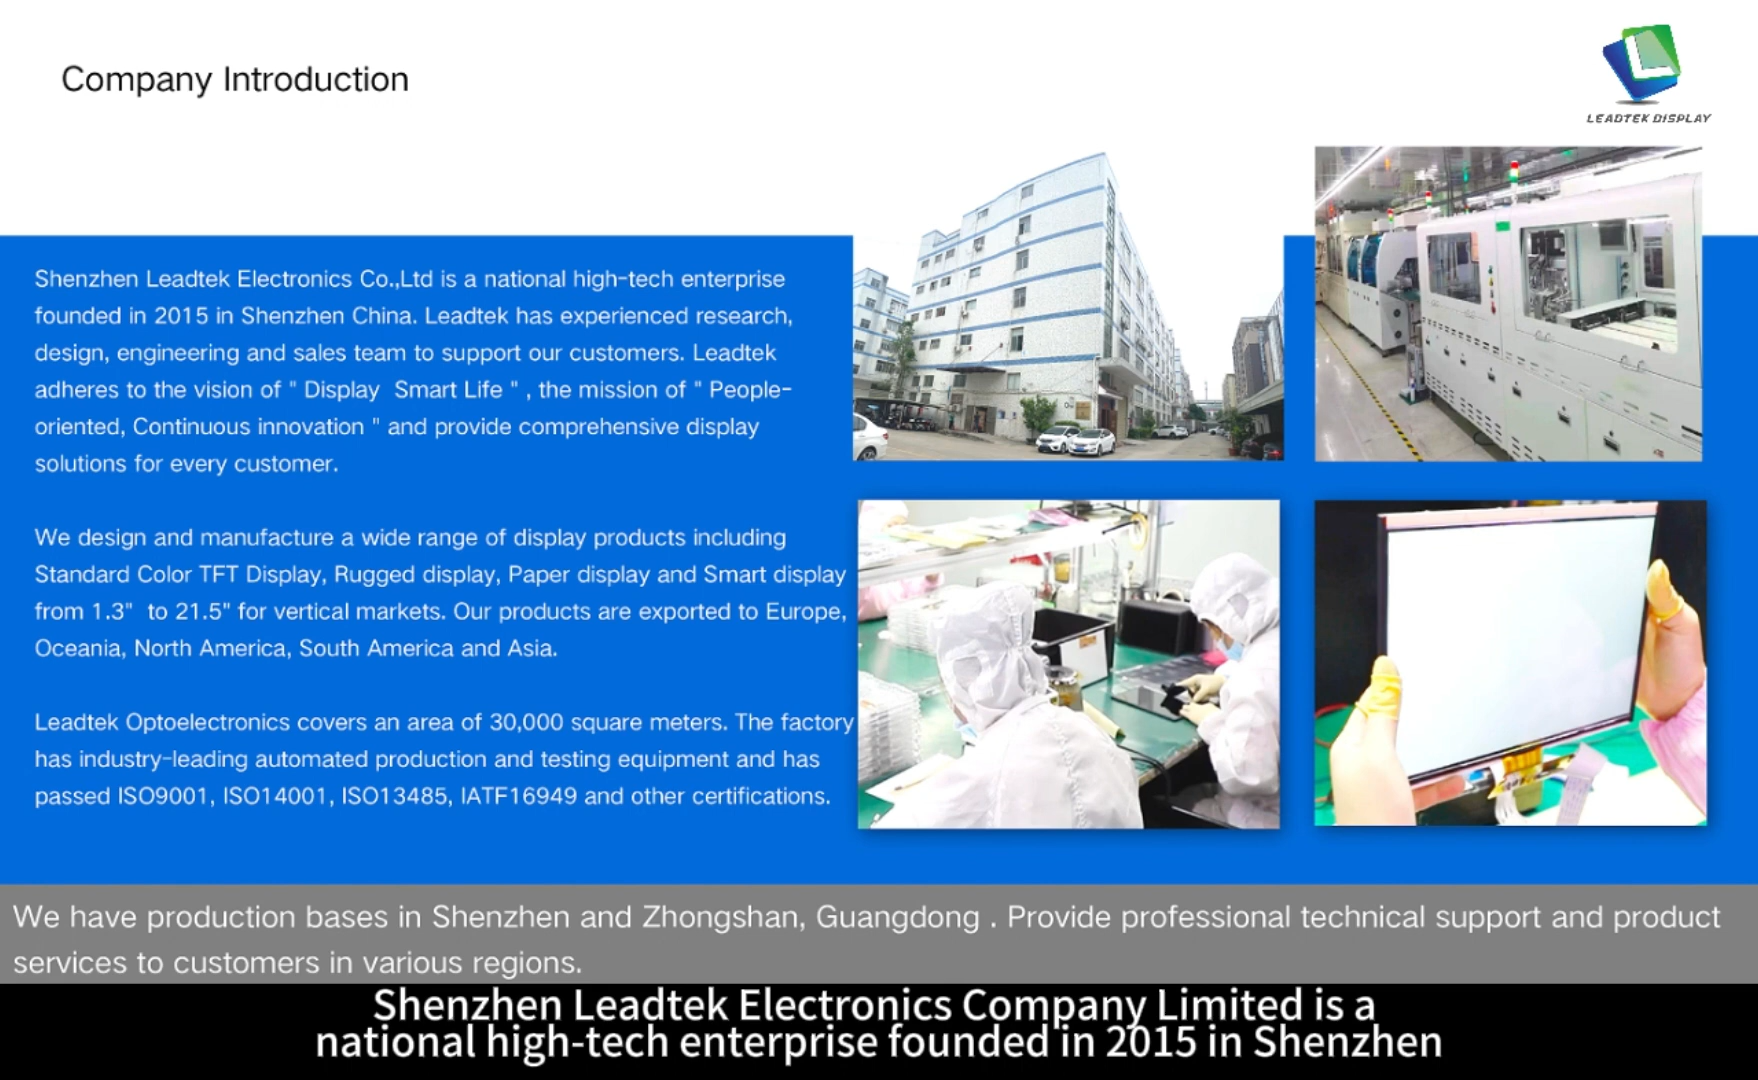 Company Introduction
LEADTEK DISPLAY
Shenzhen Leadtek Electronics Co.,Ltd is a national high-tech enterprise
founded in 2015 in Shenzhen China. Leadtek has experienced research,
design, engineering and sales team to support our customers. Leadtek
adheres to the vision of " Display  Smart Life " , the mission of " People-
oriented, Continuous innovation " and provide comprehensive display
solutions for every customer.
We design and manufacture a wide range of display products including
Standard Color TFT Display, Rugged display, Paper display and Smart display
from 1.3"  to 21.5" for vertical markets. Our products are exported to Europe,
Oceania, North America, South America and Asia.
Leadtek Optoelectronics covers an area of 30,000 square meters. The factory
has industry-leading automated production and testing equipment and has
passed ISO9001, ISO14001, ISO13485, IATF16949 and other certifications.
We have production bases in Shenzhen and Zhongshan, Guangdong . Provide professional technical support and product
services to customers in various regions.
Shenzhen Leadtek Electronics Company Limited is a
national high-tech enterprise founded in 2015 in Shenzhen